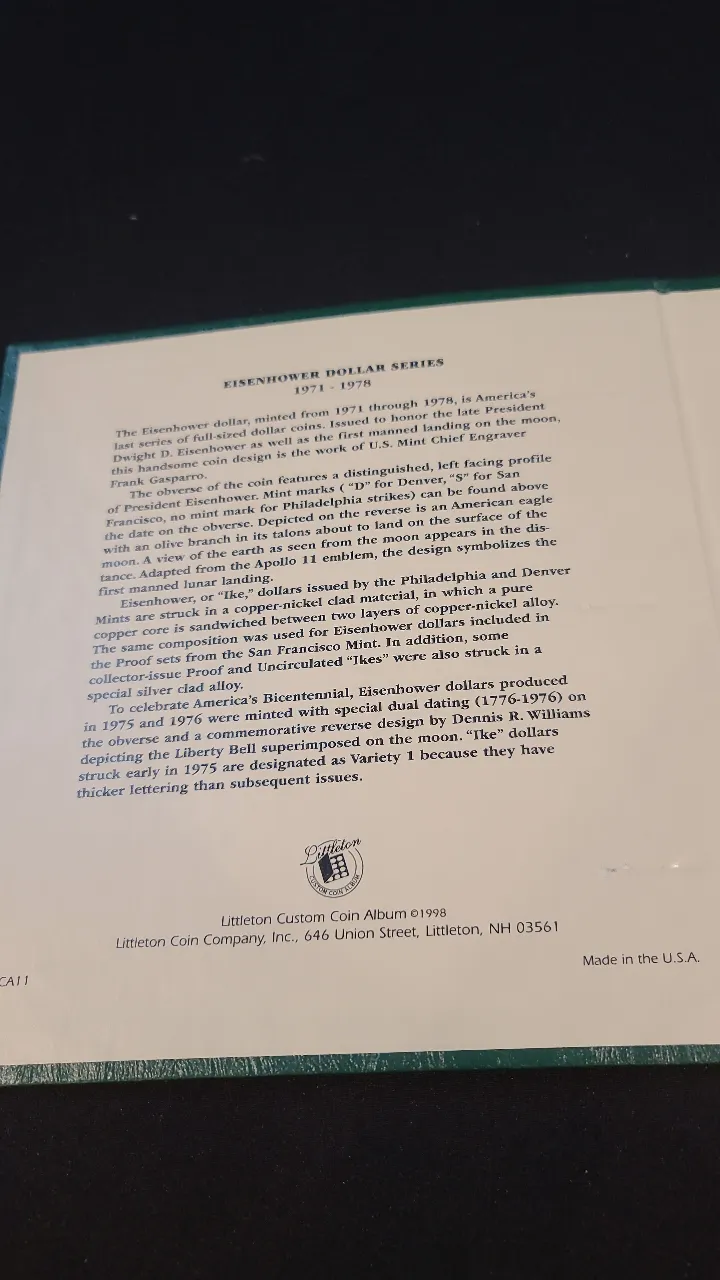 EISENHOWER DOLLAR SERIES
1971 - 1978
The Eisenhower dollar, minted from 1971 through 1978, is America's
last series of full-sized dollar coins. Issued to honor the late President
Dwight D. Eisenhower as well as the first manned landing on the moon,
this handsome coin design is the work of U.S. Mint Chief Engraver
Frank Gasparro.
The obverse of the coin features a distinguished, left facing profile
of President Eisenhower. Mint marks ( "D" for Denver, "S" for San
Francisco, no mint mark for Philadelphia strikes) can be found above
the date on the obverse. Depicted on the reverse is an American eagle
with an olive branch in its talons about to land on the surface of the
moon. A view of the earth as seen from the moon appears in the dis-
tance. Adapted from the Apollo 11 emblem, the design symbolizes the
first manned lunar landing.
Eisenhower, or "Ike," dollars issued by the Philadelphia and Denver
Mints are struck in a copper-nickel clad material, in which a pure
copper core is sandwiched between two layers of copper-nickel alloy.
The same composition was used for Eisenhower dollars included in
the Proof sets from the San Francisco Mint. In addition, some
collector-issue Proof and Uncirculated "Ikes" were also struck in a
special silver clad alloy.
To celebrate America's Bicentennial, Eisenhower dollars produced
in 1975 and 1976 were minted with special dual dating (1776-1976) on
the obverse and a commemorative reverse design by Dennis R. Williams
depicting the Liberty Bell superimposed on the moon. "Ike" dollars
struck early in 1975 are designated as Variety 1 because they have
thicker lettering than subsequent issues.
Littleton
CUSTOM COIN ALBUM
Littleton Custom Coin Album ©1998
Littleton Coin Company, Inc., 646 Union Street, Littleton, NH 03561
Made in the U.S.A.
CA11